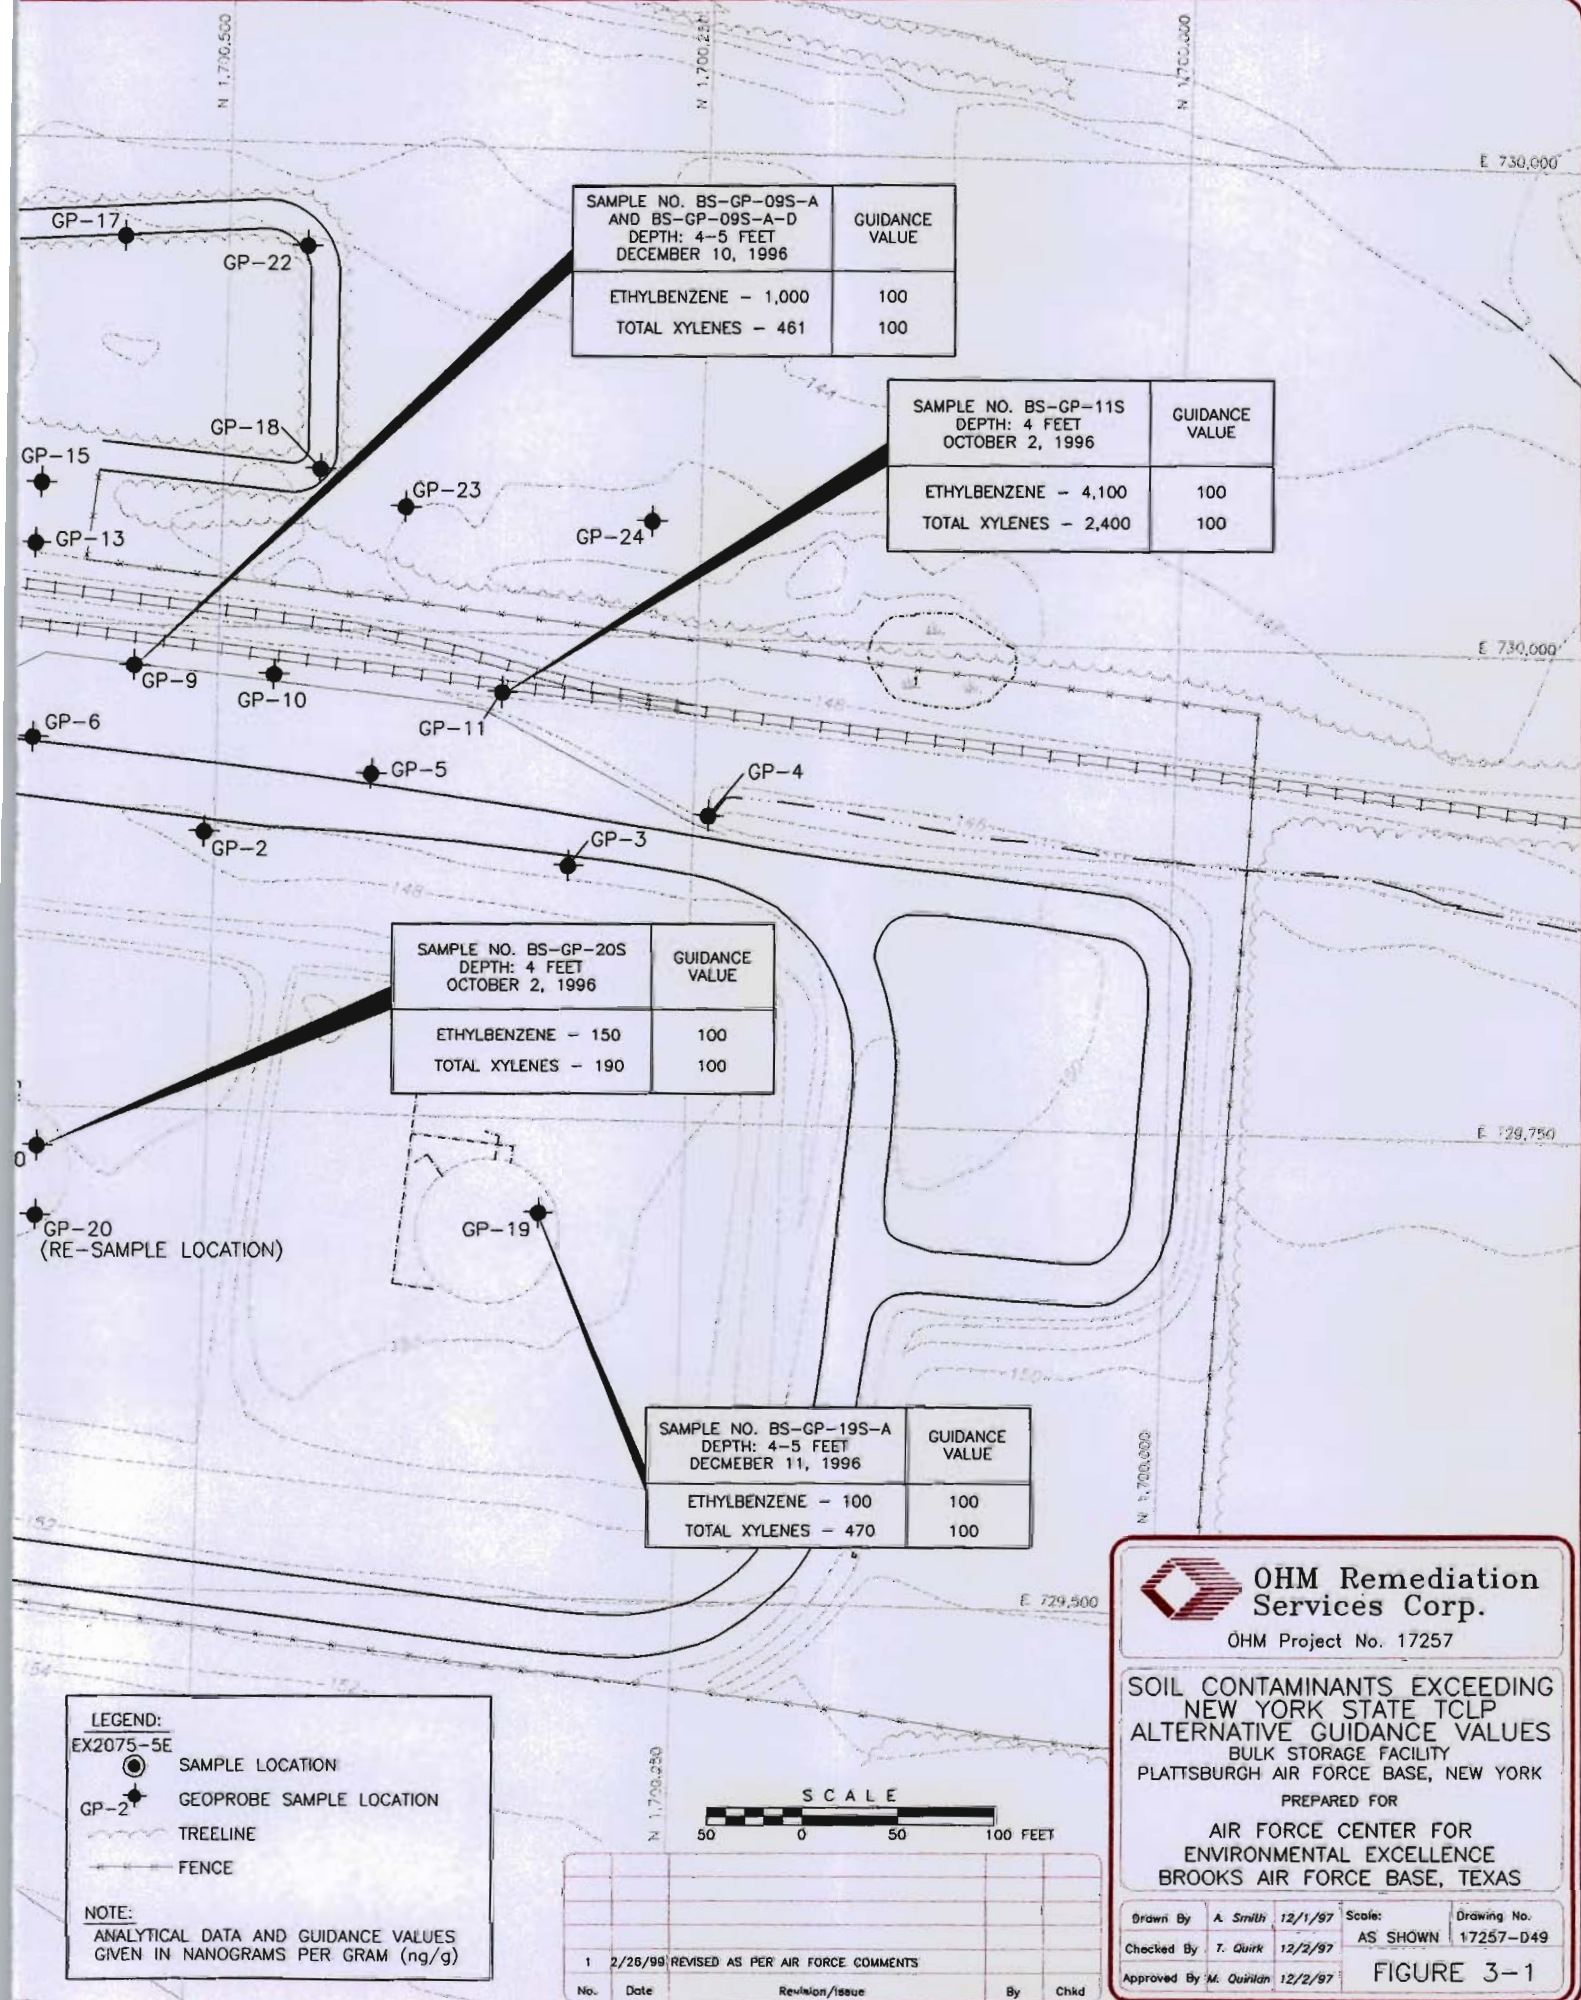 N 1,700,500
N 1,700,250
N 1,700,000
E 730,000
SAMPLE NO. BS-GP-09S-A
AND BS-GP-09S-A-D
DEPTH: 4-5 FEET
DECEMBER 10, 1996
GUIDANCE
VALUE
ETHYLBENZENE - 1,000
100
TOTAL XYLENES - 461
100
GP-17
GP-22
144
SAMPLE NO. BS-GP-11S
DEPTH: 4 FEET
OCTOBER 2, 1996
GUIDANCE
VALUE
ETHYLBENZENE - 4,100
100
TOTAL XYLENES - 2,400
100
GP-18
GP-15
GP-23
GP-24
GP-13
E 730,000
GP-9
GP-10
GP-11
148
GP-6
GP-5
GP-4
GP-2
GP-3
148
SAMPLE NO. BS-GP-20S
DEPTH: 4 FEET
OCTOBER 2, 1996
GUIDANCE
VALUE
ETHYLBENZENE - 150
100
TOTAL XYLENES - 190
100
150
E 729,750
0
GP-20
(RE-SAMPLE LOCATION)
GP-19
150
SAMPLE NO. BS-GP-19S-A
DEPTH: 4-5 FEET
DECMEBER 11, 1996
GUIDANCE
VALUE
ETHYLBENZENE - 100
100
TOTAL XYLENES - 470
100
N 1,700,000
152
E 729,500
154
152
N 1,700,250
OHM Remediation
Services Corp.
OHM Project No. 17257
SOIL CONTAMINANTS EXCEEDING
NEW YORK STATE TCLP
ALTERNATIVE GUIDANCE VALUES
BULK STORAGE FACILITY
PLATTSBURGH AIR FORCE BASE, NEW YORK
PREPARED FOR
AIR FORCE CENTER FOR
ENVIRONMENTAL EXCELLENCE
BROOKS AIR FORCE BASE, TEXAS
Drawn By A. Smith 12/1/97
Checked By T. Quirk 12/2/97
Approved By M. Quinlan 12/2/97
Scale:
AS SHOWN
Drawing No.
17257-D49
FIGURE 3-1
LEGEND:
EX2075-5E
SAMPLE LOCATION
GP-2
GEOPROBE SAMPLE LOCATION
TREELINE
FENCE
NOTE:
ANALYTICAL DATA AND GUIDANCE VALUES
GIVEN IN NANOGRAMS PER GRAM (ng/g)
SCALE
50 0 50 100 FEET
1 2/26/99 REVISED AS PER AIR FORCE COMMENTS
No. Date Revision/Issue By Chkd